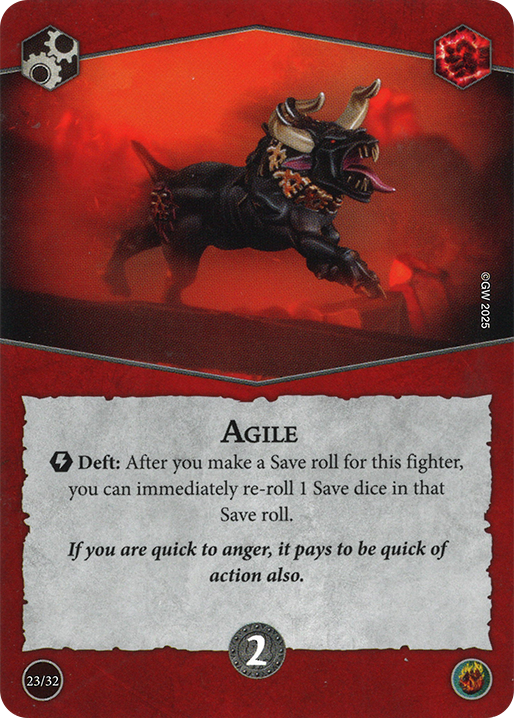 ©GW 2025
AGILE
Deft: After you make a Save roll for this fighter,
you can immediately re-roll 1 Save dice in that
Save roll.
If you are quick to anger, it pays to be quick of
action also.
2
23/32